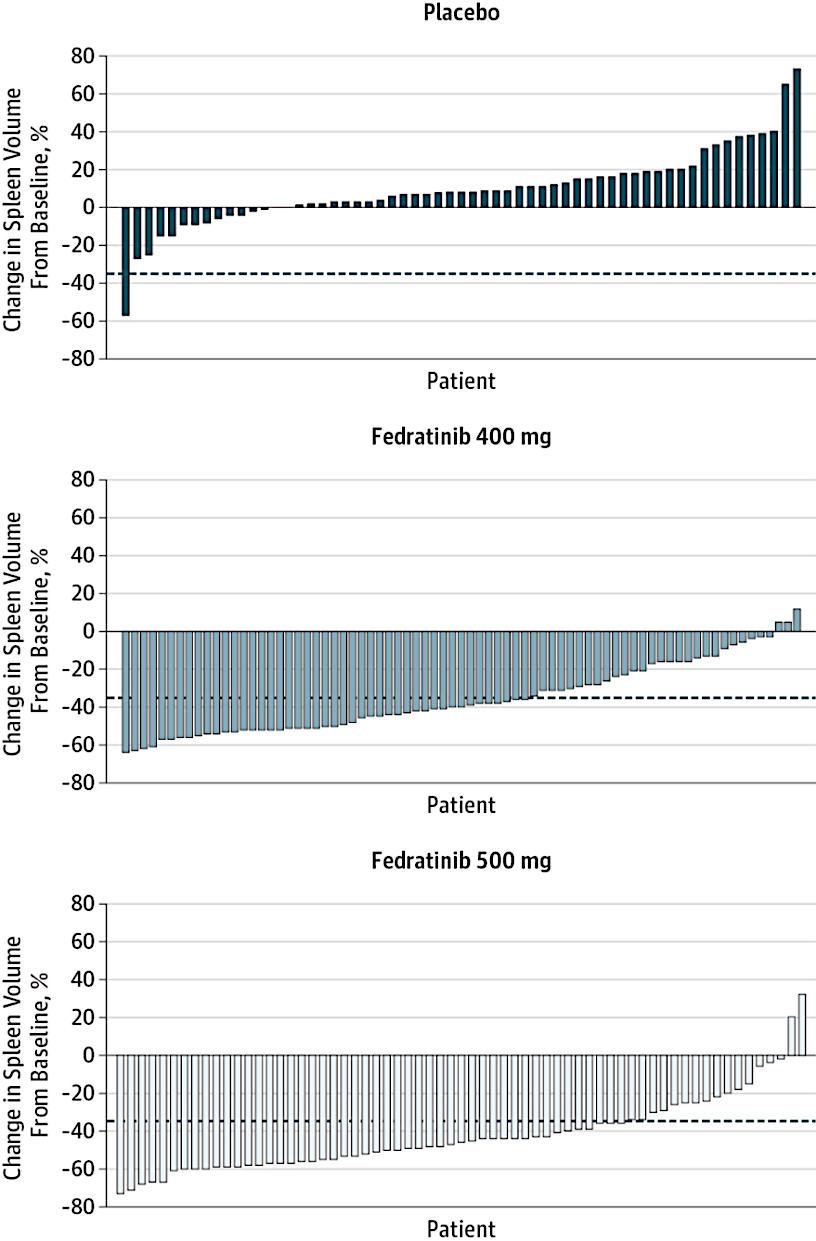 Placebo
Change in Spleen Volume
From Baseline, %
80
60
40
20
0
-20
-40
-60
-80
Patient
Fedratinib 400 mg
Change in Spleen Volume
From Baseline, %
80
60
40
20
0
-20
-40
-60
-80
Patient
Fedratinib 500 mg
Change in Spleen Volume
From Baseline, %
80
60
40
20
0
-20
-40
-60
-80
Patient